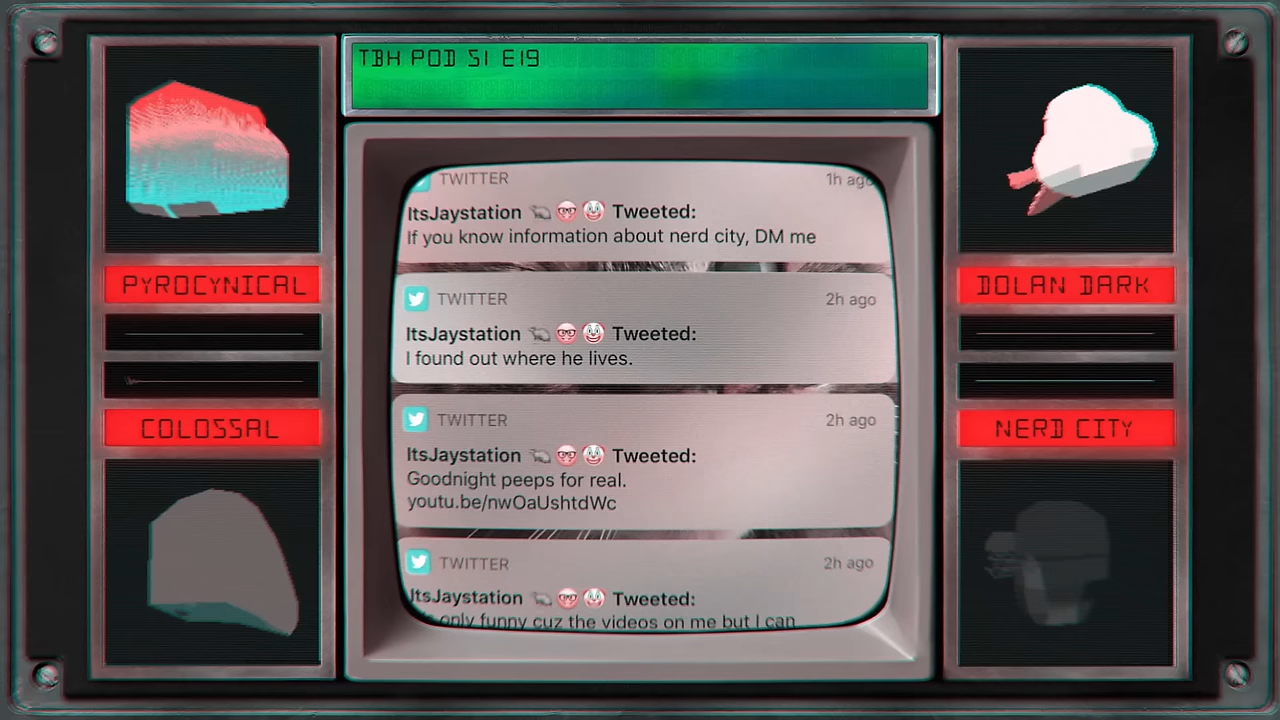 TBH POD S1 E19
PYROCYNICAL
COLOSSAL
TWITTER 1h ago
ItsJaystation 🐀 🤓 🤡 Tweeted:
If you know information about nerd city, DM me
TWITTER 2h ago
ItsJaystation 🐀 🤓 🤡 Tweeted:
I found out where he lives.
TWITTER 2h ago
ItsJaystation 🐀 🤓 🤡 Tweeted:
Goodnight peeps for real.
youtu.be/nwOaUshtdWc
TWITTER 2h ago
ItsJaystation 🐀 🤓 🤡 Tweeted:
only funny cuz the videos on me but I can
DOLAN DARK
NERD CITY